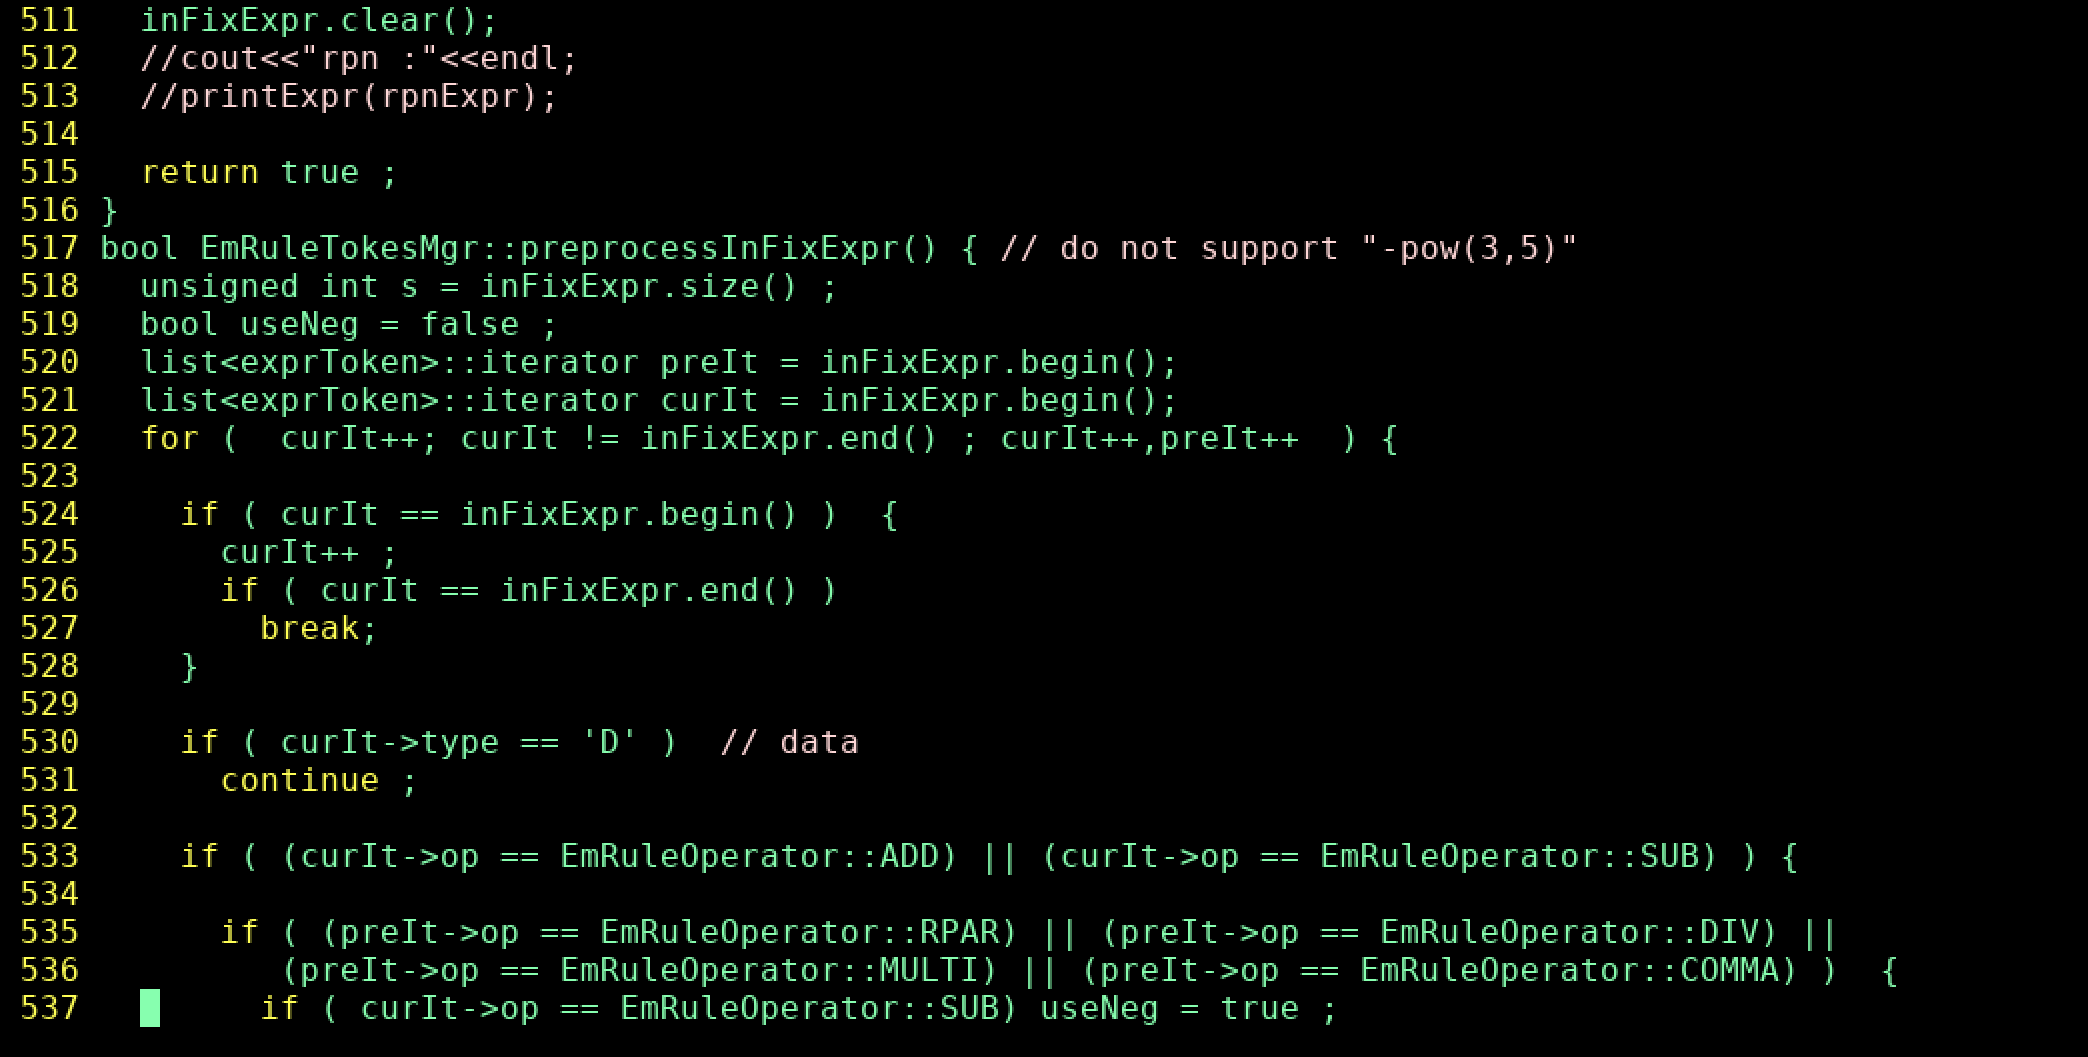 511   inFixExpr.clear();
512   //cout<<"rpn :"<<endl;
513   //printExpr(rpnExpr);
514
515   return true ;
516 }
517 bool EmRuleTokesMgr::preprocessInFixExpr() { // do not support "-pow(3,5)"
518   unsigned int s = inFixExpr.size() ;
519   bool useNeg = false ;
520   list<exprToken>::iterator preIt = inFixExpr.begin();
521   list<exprToken>::iterator curIt = inFixExpr.begin();
522   for (  curIt++; curIt != inFixExpr.end() ; curIt++,preIt++  ) {
523
524     if ( curIt == inFixExpr.begin() )  {
525       curIt++ ;
526       if ( curIt == inFixExpr.end() )
527         break;
528     }
529
530     if ( curIt->type == 'D' )  // data
531       continue ;
532
533     if ( (curIt->op == EmRuleOperator::ADD) || (curIt->op == EmRuleOperator::SUB) ) {
534
535       if ( (preIt->op == EmRuleOperator::RPAR) || (preIt->op == EmRuleOperator::DIV) ||
536          (preIt->op == EmRuleOperator::MULTI) || (preIt->op == EmRuleOperator::COMMA) )  {
537         if ( curIt->op == EmRuleOperator::SUB) useNeg = true ;